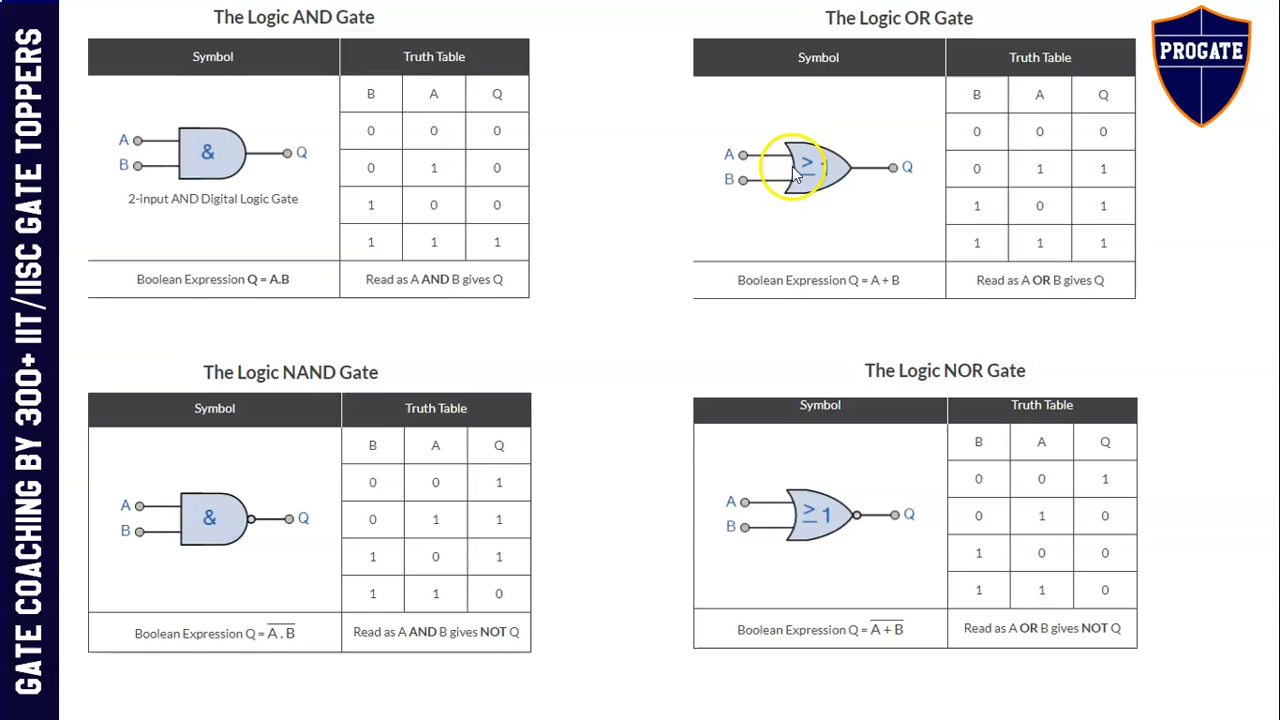 GATE COACHING BY 300+ IIT/IISC GATE TOPPERS
The Logic AND Gate
Symbol Truth Table
B A Q
0 0 0
0 1 0
1 0 0
1 1 1
A
B
&
Q
2-input AND Digital Logic Gate
Boolean Expression Q = A.B Read as A AND B gives Q
The Logic OR Gate
Symbol Truth Table
B A Q
0 0 0
0 1 1
1 0 1
1 1 1
A
B
≥ 1
Q
Boolean Expression Q = A + B Read as A OR B gives Q
PROGATE
The Logic NAND Gate
Symbol Truth Table
B A Q
0 0 1
0 1 1
1 0 1
1 1 0
A
B
&
Q
Boolean Expression Q = A̅ ̅.̅ ̅B̅ Read as A AND B gives NOT Q
The Logic NOR Gate
Symbol Truth Table
B A Q
0 0 1
0 1 0
1 0 0
1 1 0
A
B
≥ 1
Q
Boolean Expression Q = A̅ ̅+̅ ̅B̅ Read as A OR B gives NOT Q